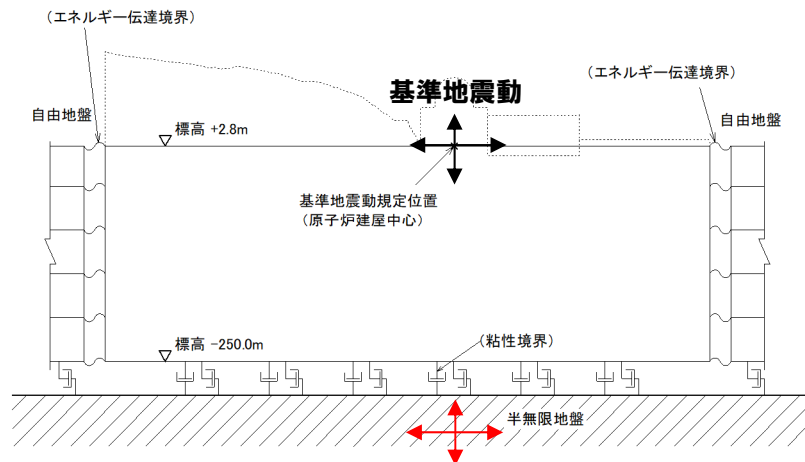 （エネルギー伝達境界）
基準地震動
（エネルギー伝達境界）
自由地盤
自由地盤
標高 +2.8m
基準地震動規定位置
（原子炉建屋中心）
標高 -250.0m
（粘性境界）
半無限地盤